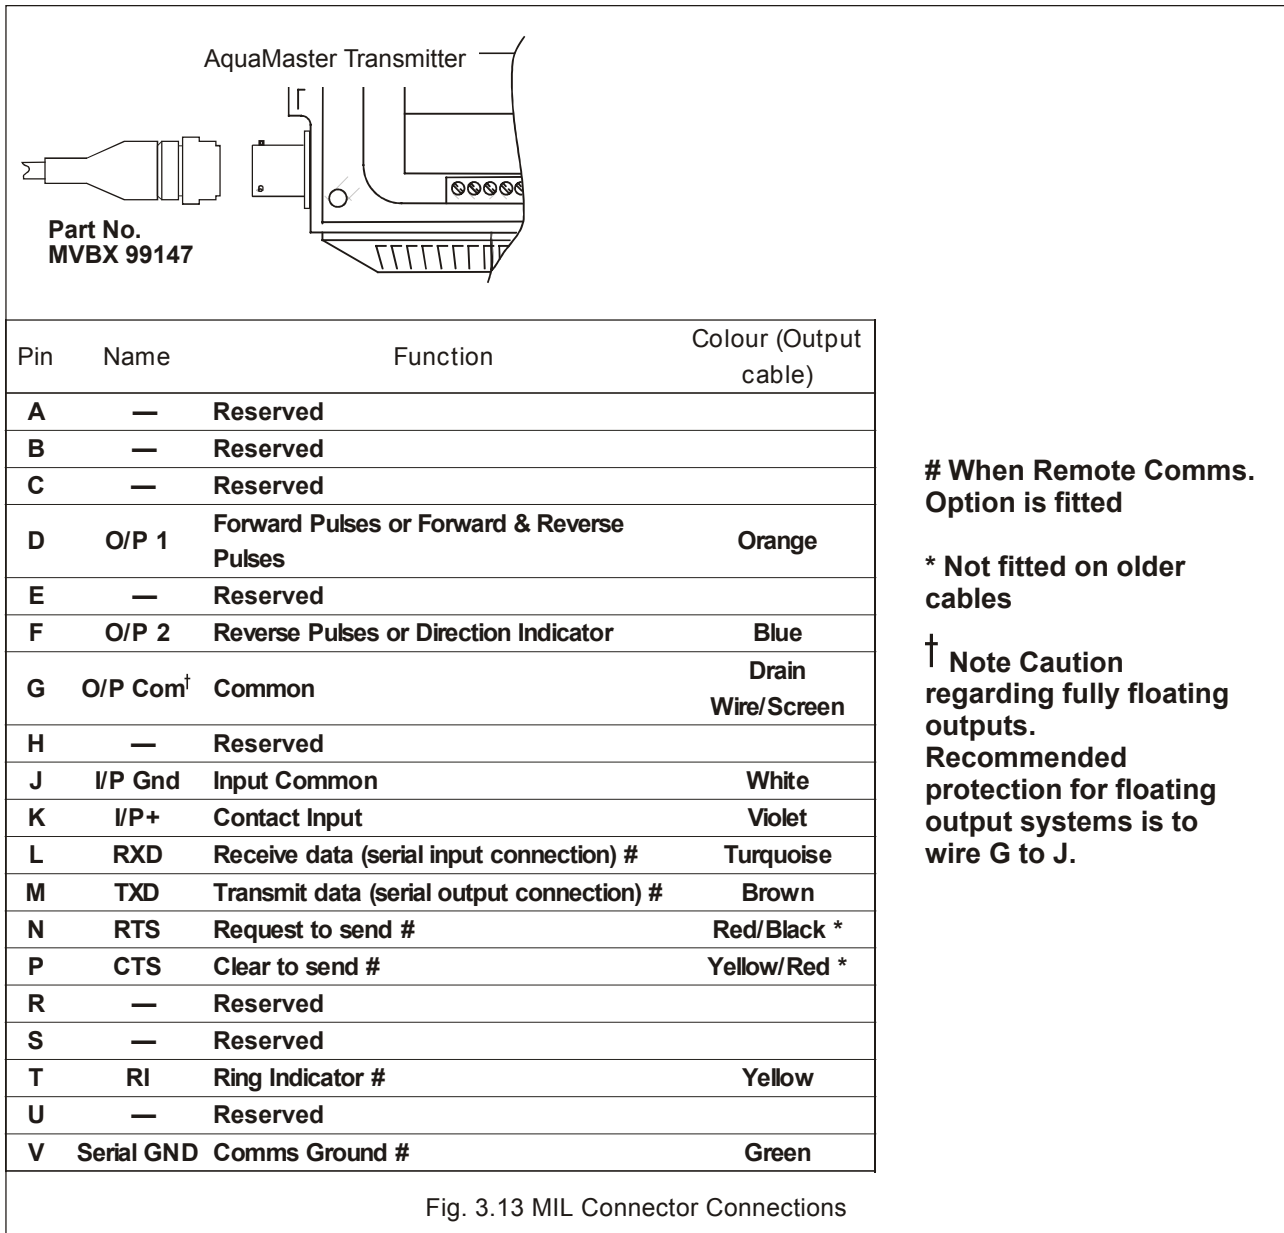 AquaMaster Transmitter
Part No.
MVBX 99147
Pin Name Function Colour (Output cable)
A — Reserved
B — Reserved
C — Reserved
D O/P 1 Forward Pulses or Forward & Reverse Pulses Orange
E — Reserved
F O/P 2 Reverse Pulses or Direction Indicator Blue
G O/P Com† Common Drain Wire/Screen
H — Reserved
J I/P Gnd Input Common White
K I/P+ Contact Input Violet
L RXD Receive data (serial input connection) # Turquoise
M TXD Transmit data (serial output connection) # Brown
N RTS Request to send # Red/Black *
P CTS Clear to send # Yellow/Red *
R — Reserved
S — Reserved
T RI Ring Indicator # Yellow
U — Reserved
V Serial GND Comms Ground # Green
# When Remote Comms.
Option is fitted
* Not fitted on older
cables
† Note Caution
regarding fully floating
outputs.
Recommended
protection for floating
output systems is to
wire G to J.
Fig. 3.13 MIL Connector Connections